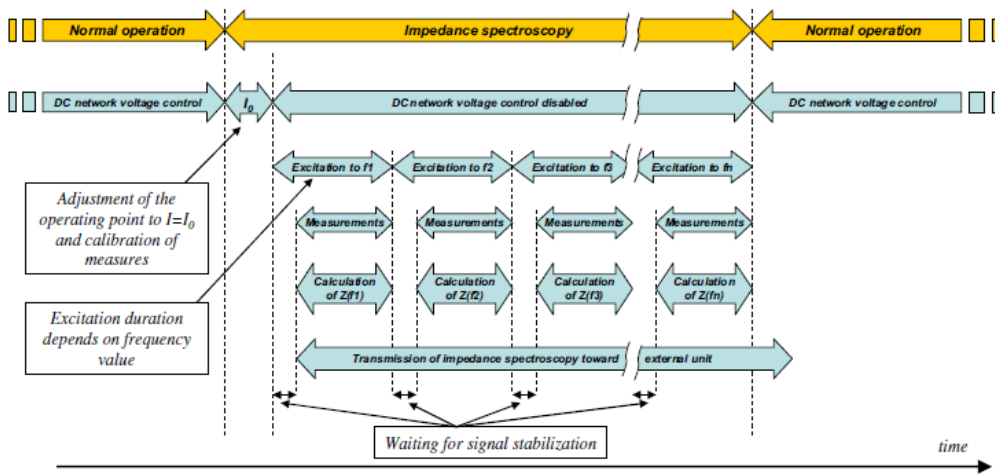 Normal operation
Impedance spectroscopy
Normal operation
DC network voltage control
I0
DC network voltage control disabled
DC network voltage control
Excitation to f1
Excitation to f2
Excitation to f3
Excitation to fn
Adjustment of the
operating point to I=I0
and calibration of
measures
Measurements
Measurements
Measurements
Measurements
Calculation
of Z(f1)
Calculation
of Z(f2)
Calculation
of Z(f3)
Calculation
of Z(fn)
Excitation duration
depends on frequency
value
Transmission of impedance spectroscopy toward
external unit
Waiting for signal stabilization
time